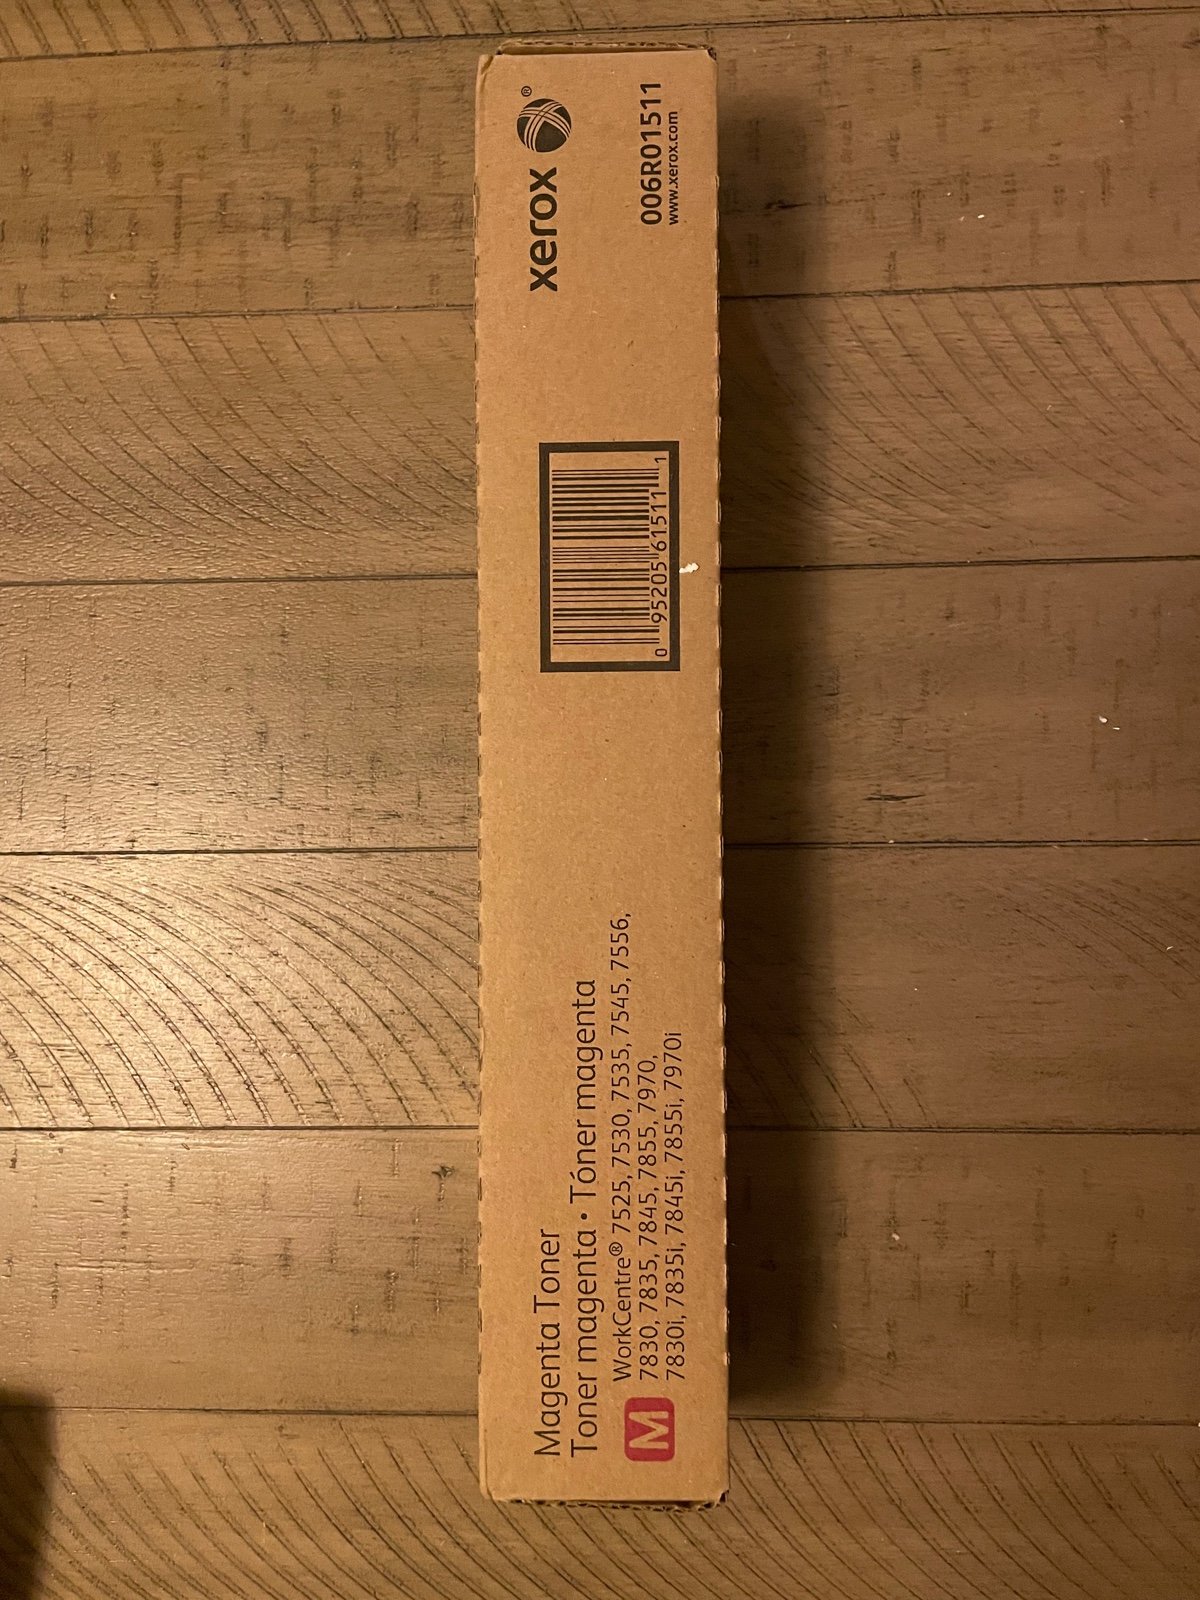 xerox ®
006R01511
www.xerox.com
0 95205 61511 1
Magenta Toner
Toner magenta • Tóner magenta
M
WorkCentre® 7525, 7530, 7535, 7545, 7556,
7830, 7835, 7845, 7855, 7970,
7830i, 7835i, 7845i, 7855i, 7970i